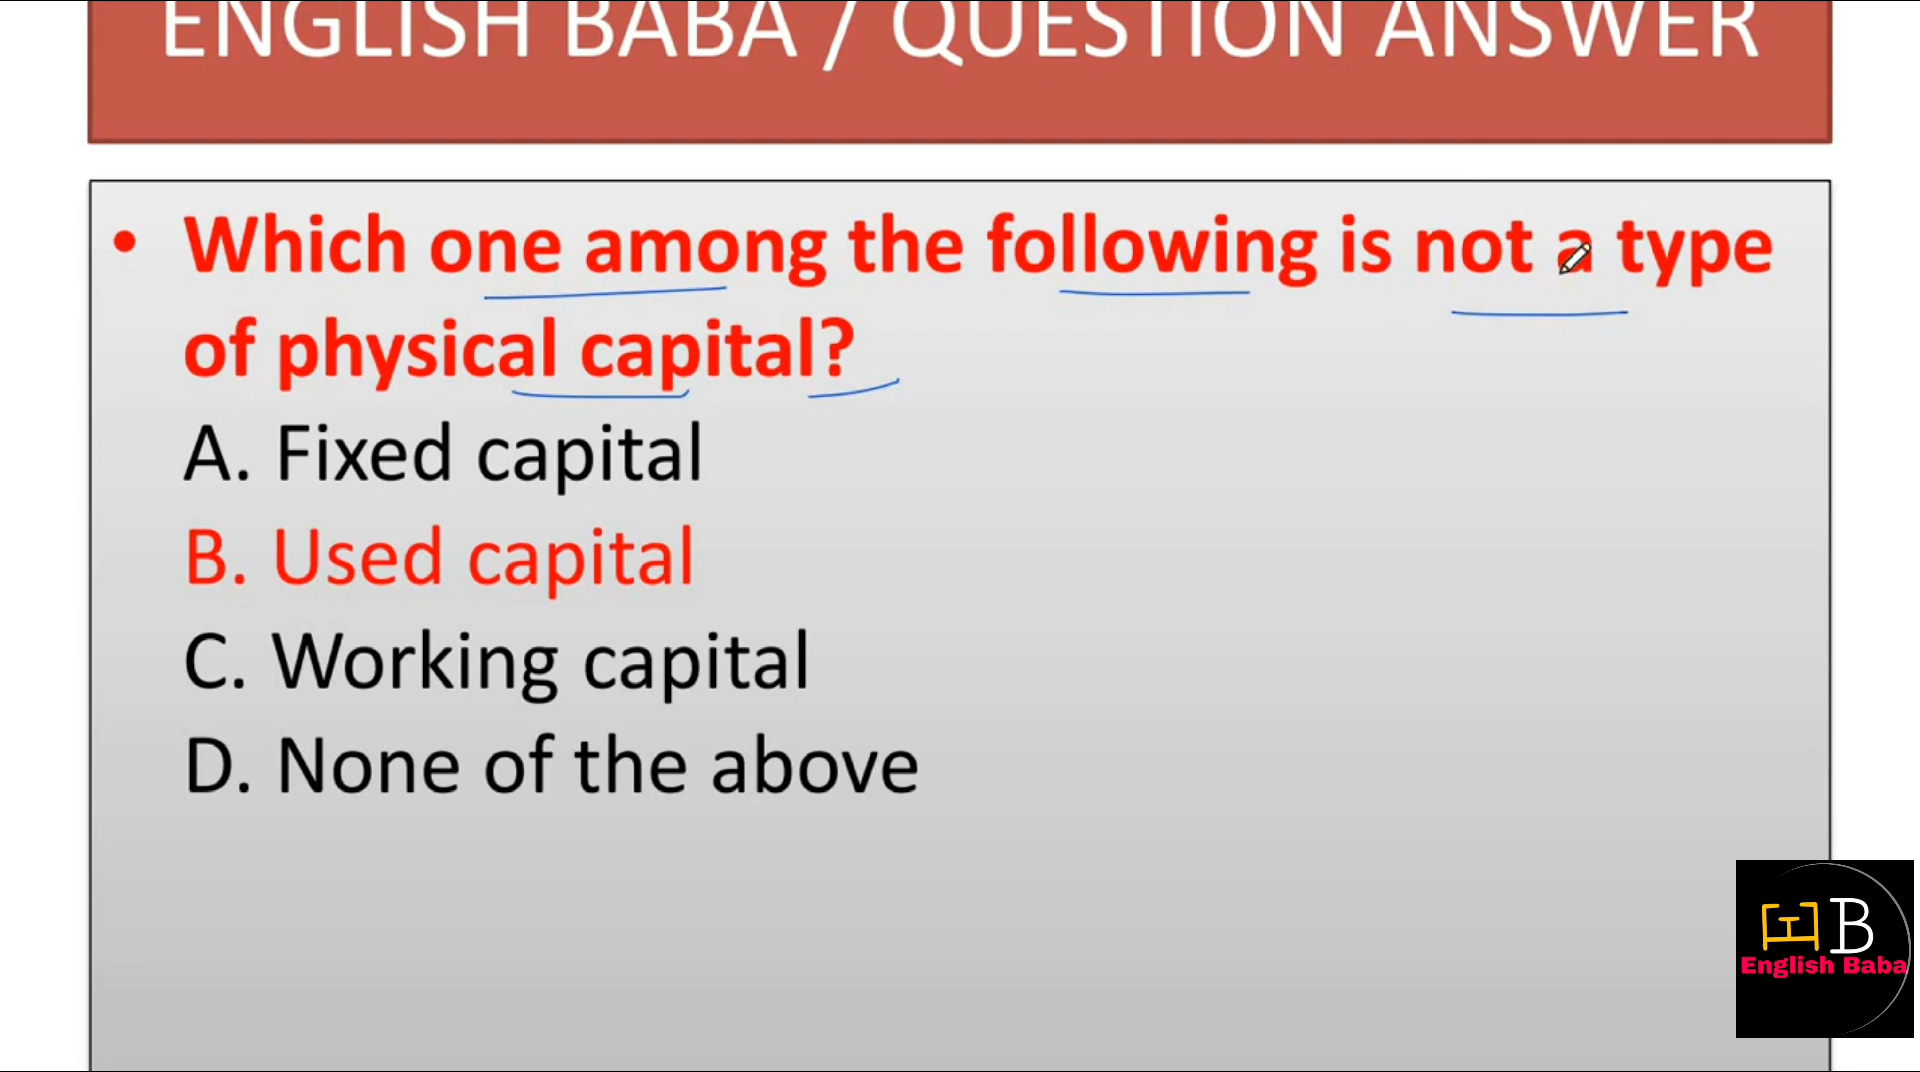 ENGLISH BABA / QUESTION ANSWER
• Which one among the following is not a type
of physical capital?
A. Fixed capital
B. Used capital
C. Working capital
D. None of the above
B
English Baba